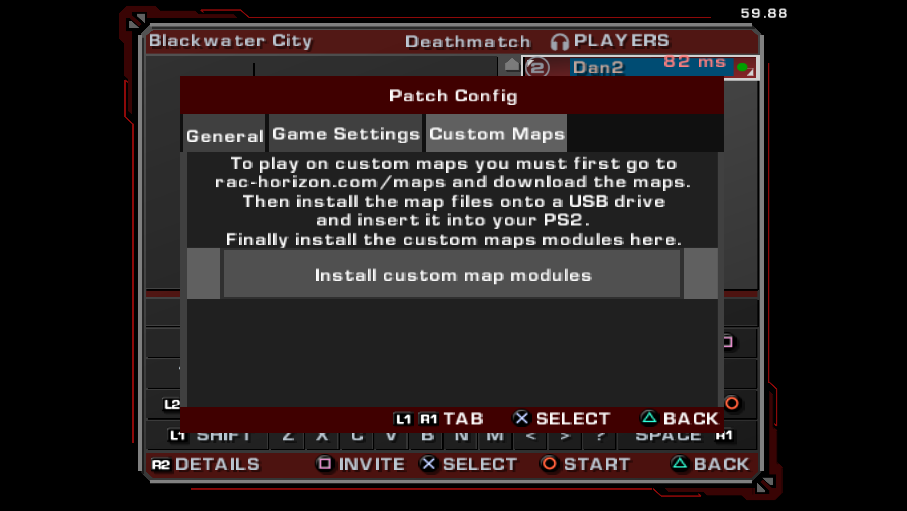 59.88
Blackwater City Deathmatch PLAYERS
2 Dan2 82 ms
Patch Config
General Game Settings Custom Maps
To play on custom maps you must first go to
rac-horizon.com/maps and download the maps.
Then install the map files onto a USB drive
and insert it into your PS2.
Finally install the custom maps modules here.
Install custom map modules
L2
L1 R1 TAB SELECT BACK
L1 SHIFT Z X C V B N M < > ? SPACE R1
R2 DETAILS INVITE SELECT START BACK